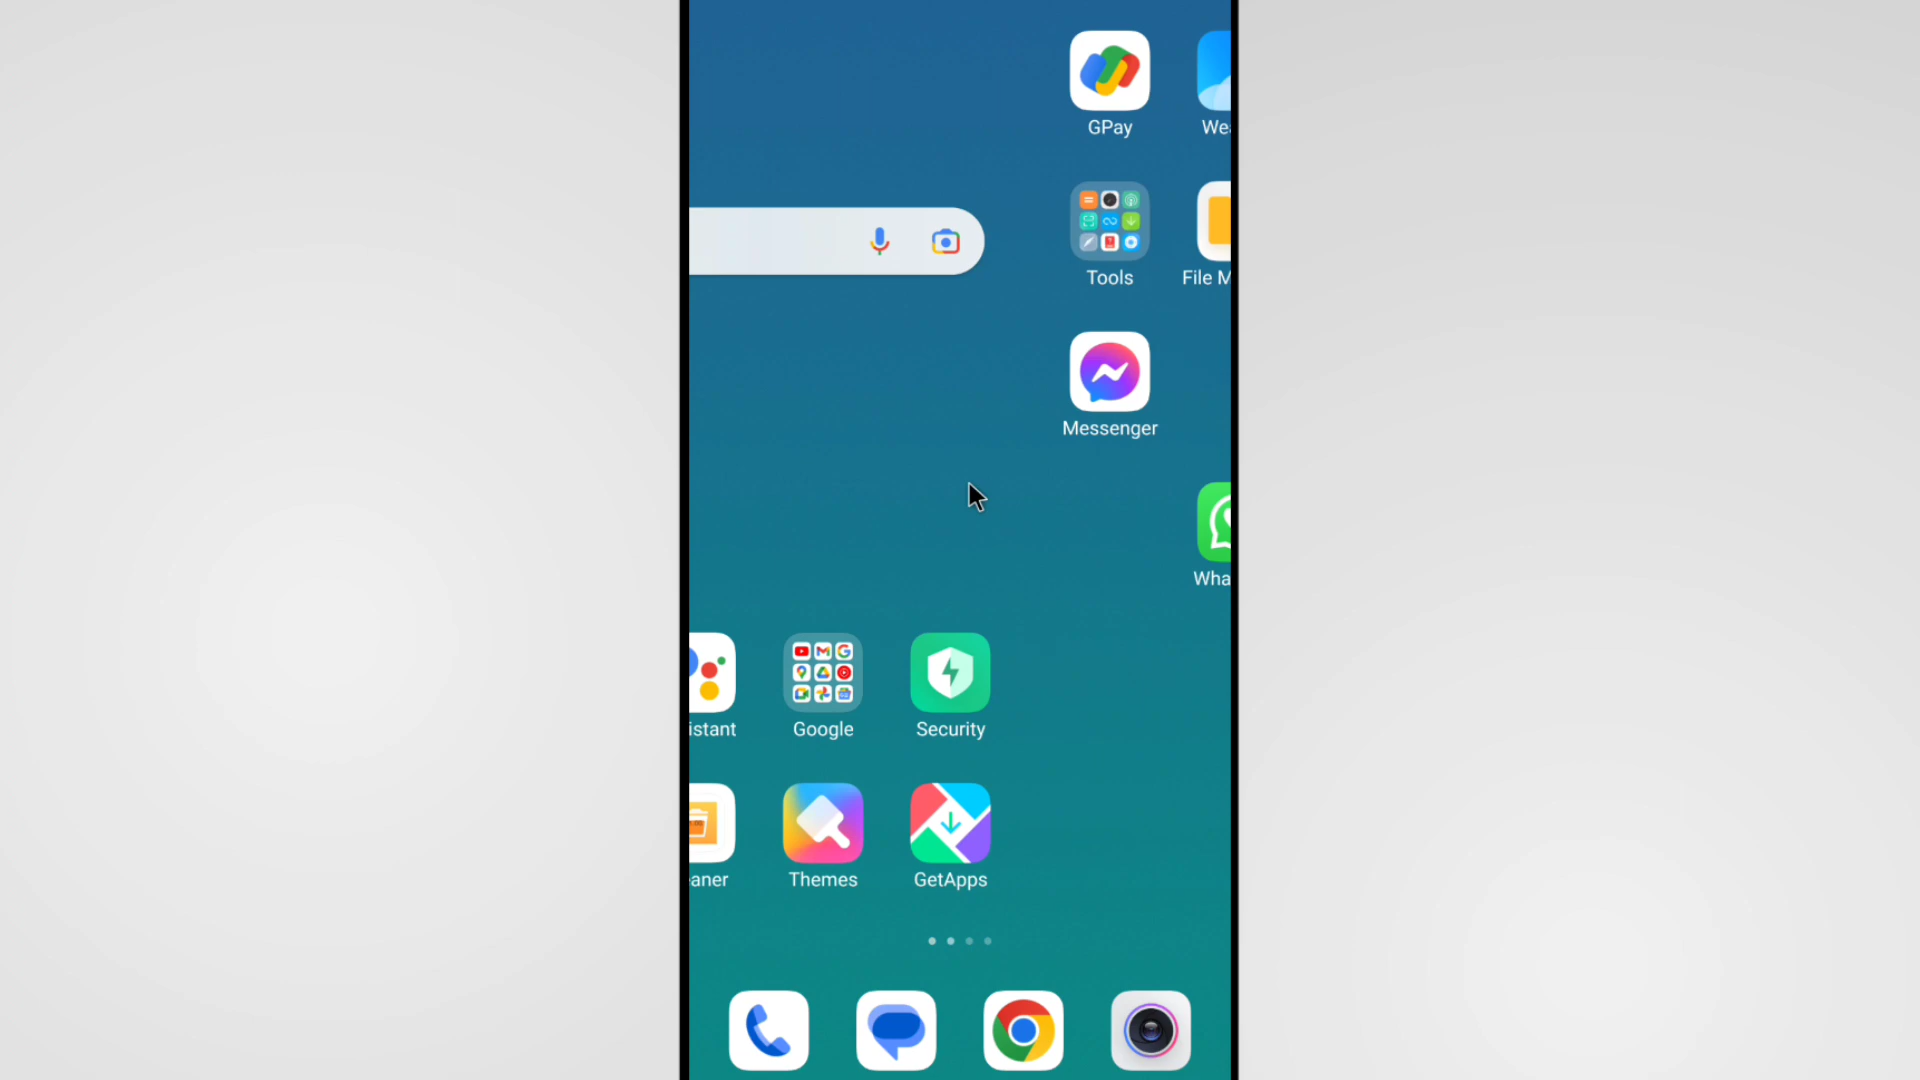 GPay
Wea
Tools
File M
Messenger
Wha
istant
Google
Security
aner
Themes
GetApps